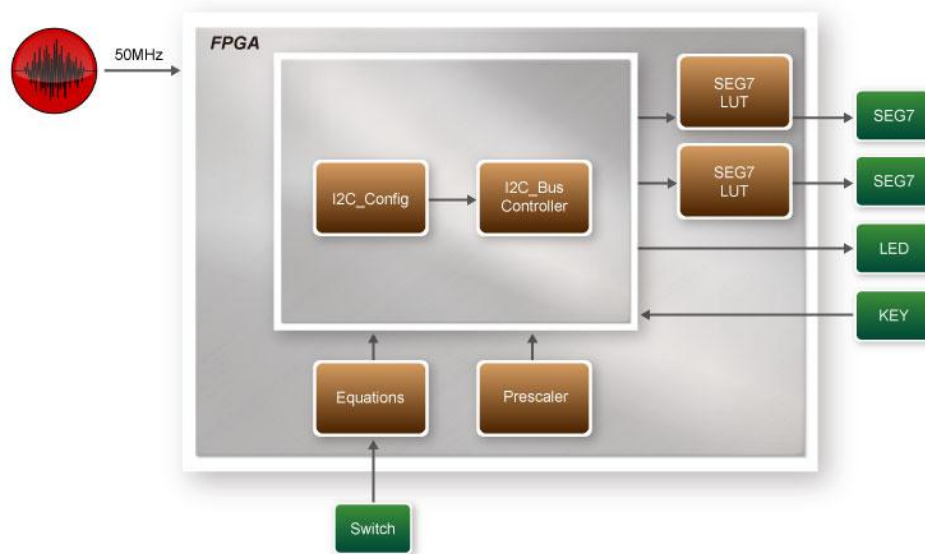 FPGA
50MHz
SEG7
LUT
SEG7
I2C_Config
I2C_Bus
Controller
SEG7
LUT
SEG7
LED
KEY
Equations
Prescaler
Switch